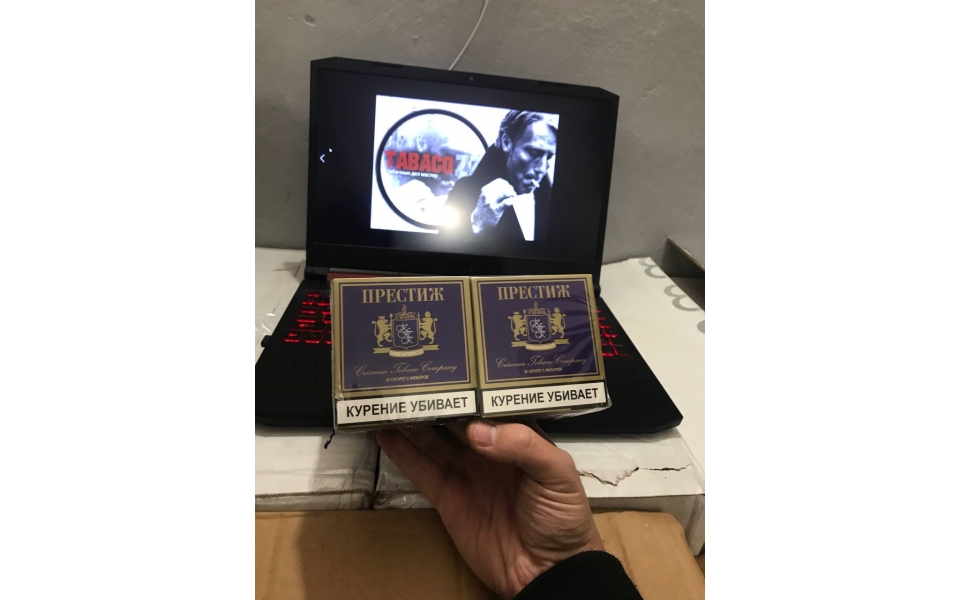 TABACO
ПРЕСТИЖ
Crimean Tobacco Company
КУРЕНИЕ УБИВАЕТ
ПРЕСТИЖ
Crimean Tobacco Company
КУРЕНИЕ УБИВАЕТ